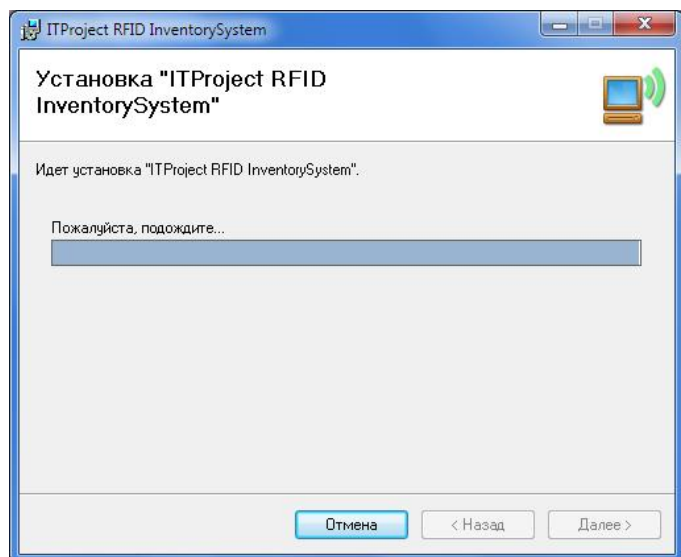 ITProject RFID InventorySystem
Установка "ITProject RFID
InventorySystem"
Идет установка "ITProject RFID InventorySystem".
Пожалуйста, подождите...
Отмена
< Назад
Далее >